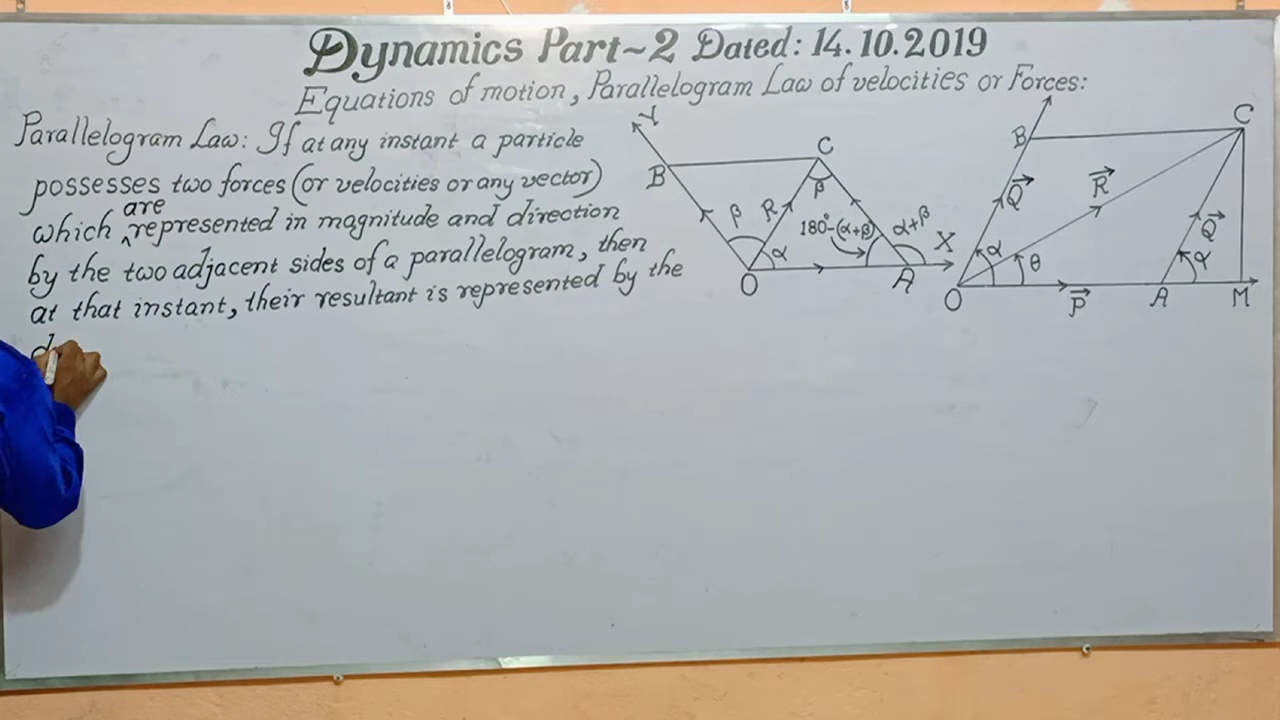 Dynamics Part~2 Dated: 14.10.2019
Equations of motion, Parallelogram Law of velocities or Forces:
Parallelogram Law: If at any instant a particle
possesses two forces (or velocities or any vector)
which are represented in magnitude and direction
by the two adjacent sides of a parallelogram, then
at that instant, their resultant is represented by the
d
Y
B
C
β
β
R
α
180°-(α+β)
α+β
X
O
A
B
C
Q⃗
R⃗
Q⃗
α
θ
α
O
P⃗
A
M